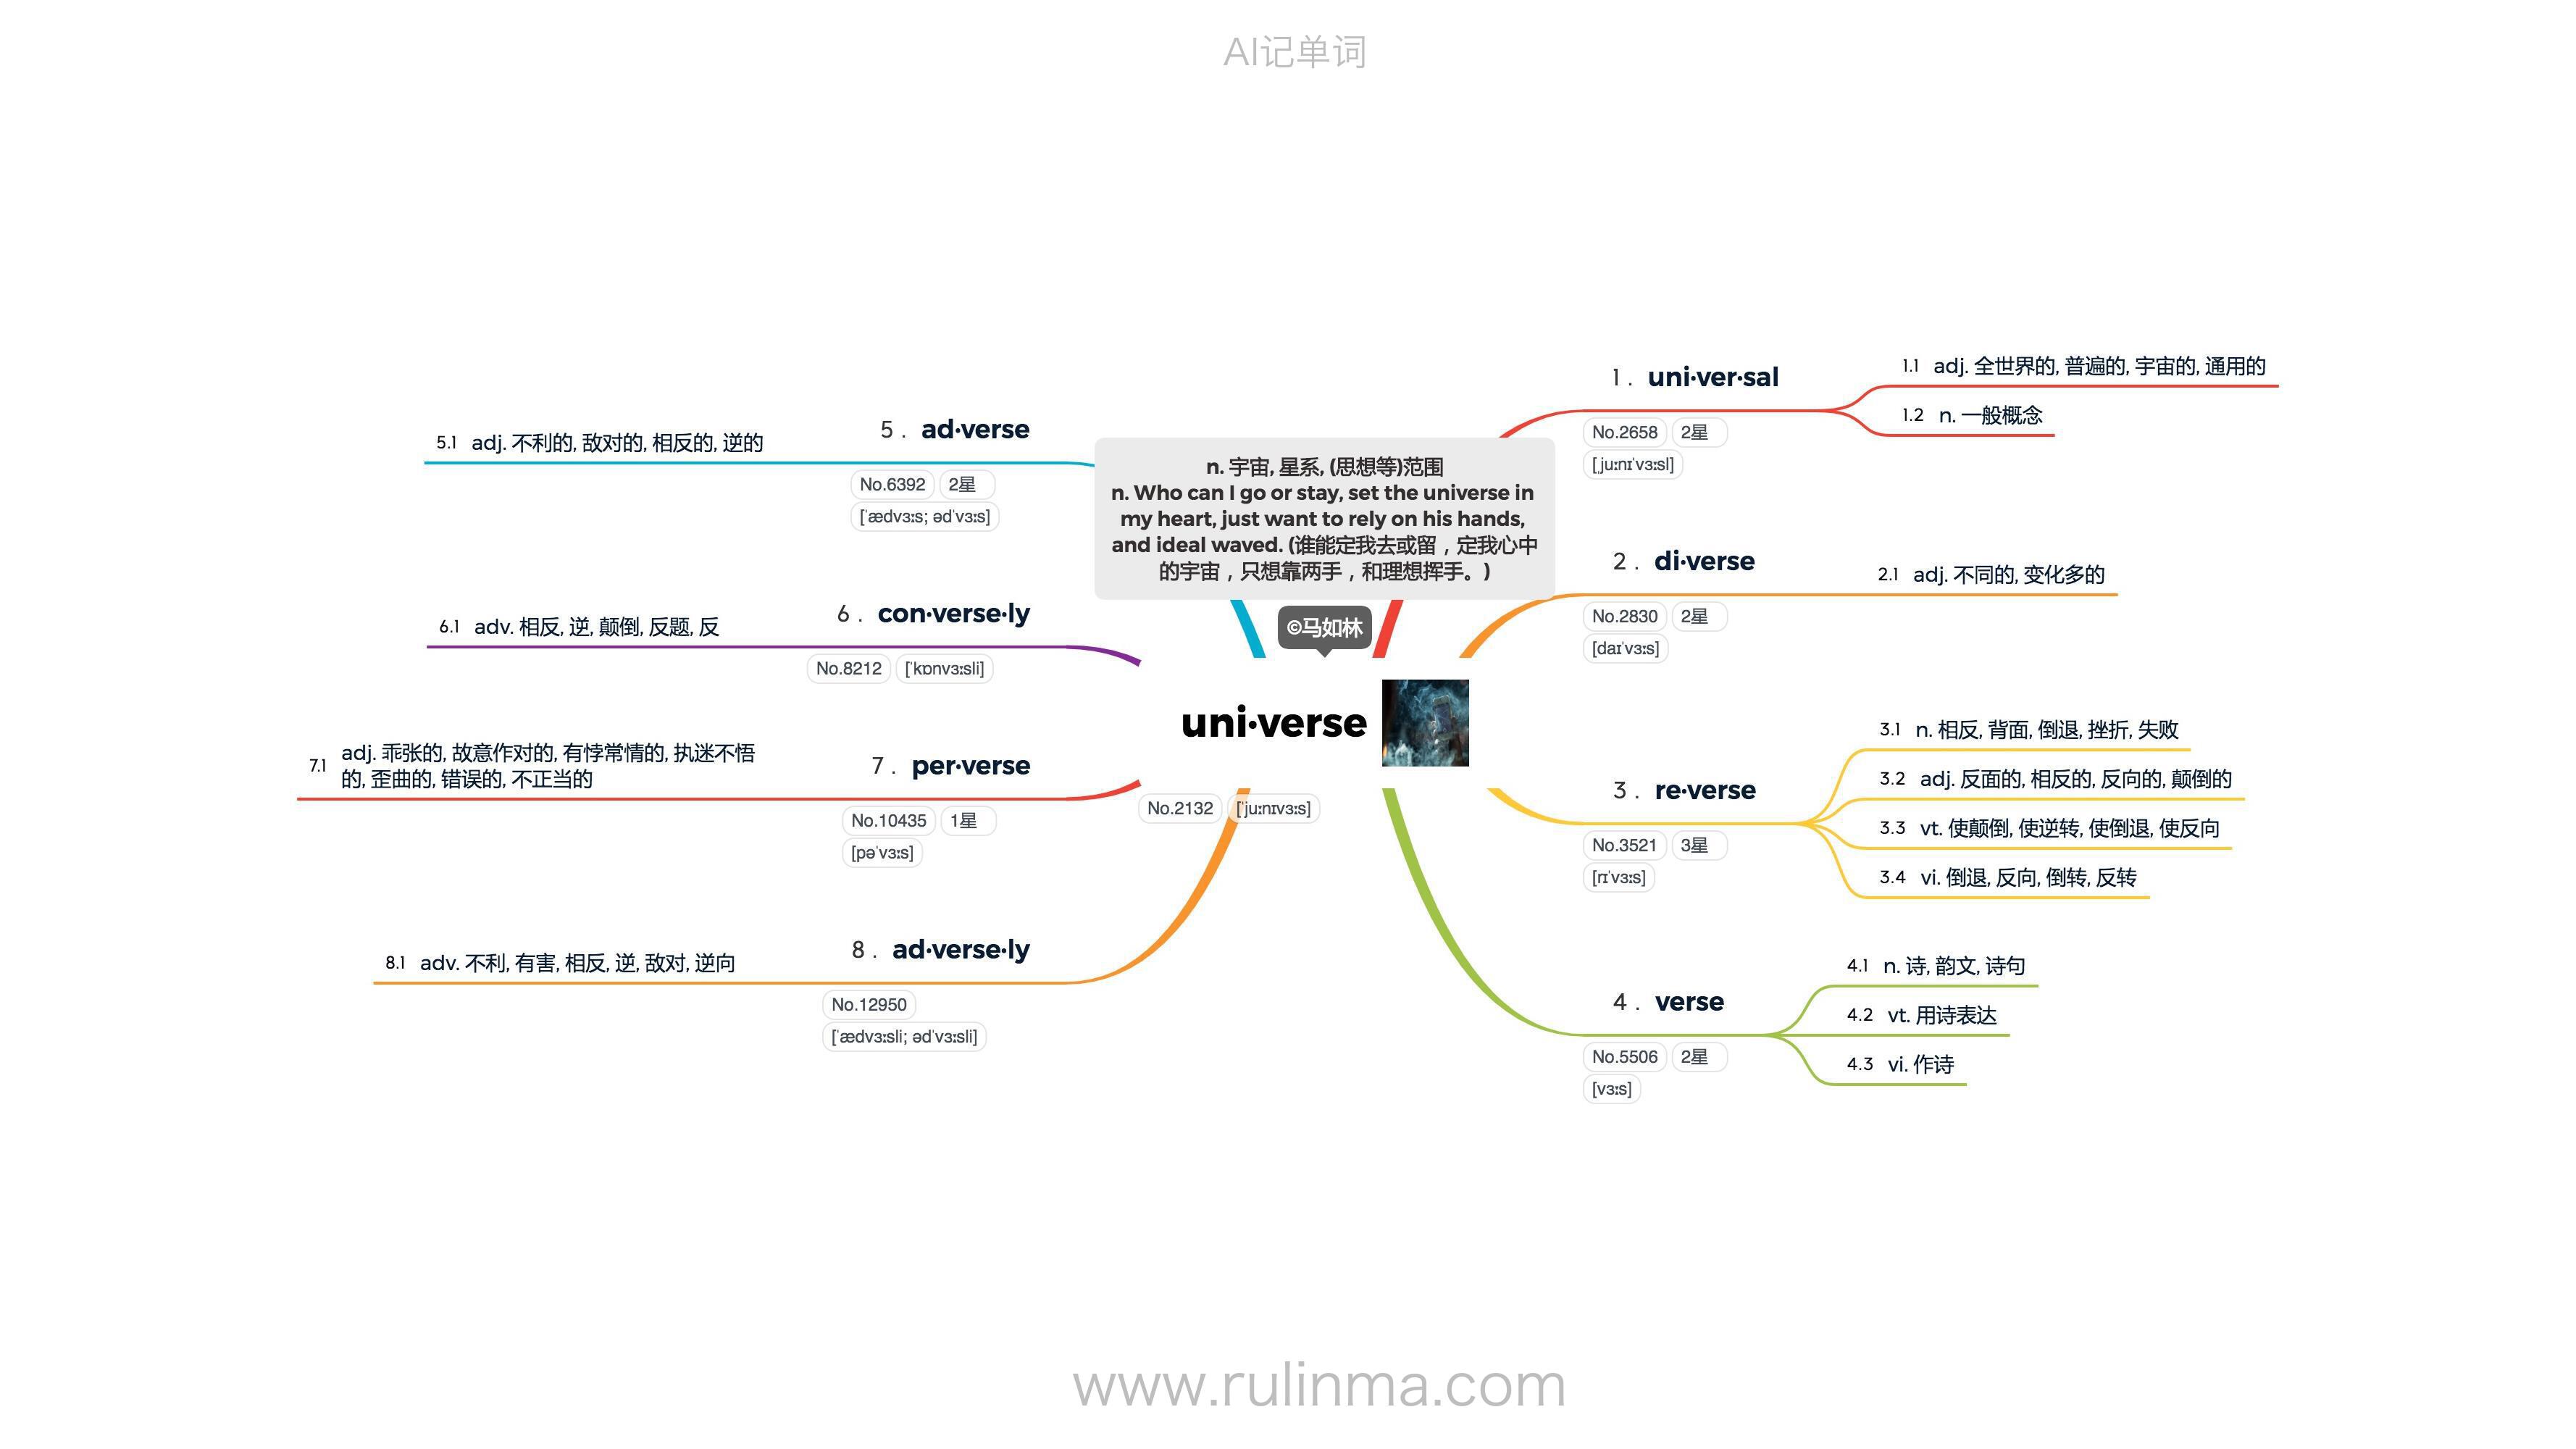 AI记单词
n. 宇宙, 星系, (思想等)范围
n. Who can I go or stay, set the universe in
my heart, just want to rely on his hands,
and ideal waved. (谁能定我去或留，定我心中
的宇宙，只想靠两手，和理想挥手。)
©马如林
uni·verse
No.2132 [ˈjuːnɪvɜːs]
1. uni·ver·sal
No.2658 2星
[ˌjuːnɪˈvɜːsl]
1.1 adj. 全世界的, 普遍的, 宇宙的, 通用的
1.2 n. 一般概念
2. di·verse
No.2830 2星
[daɪˈvɜːs]
2.1 adj. 不同的, 变化多的
3. re·verse
No.3521 3星
[rɪˈvɜːs]
3.1 n. 相反, 背面, 倒退, 挫折, 失败
3.2 adj. 反面的, 相反的, 反向的, 颠倒的
3.3 vt. 使颠倒, 使逆转, 使倒退, 使反向
3.4 vi. 倒退, 反向, 倒转, 反转
4. verse
No.5506 2星
[vɜːs]
4.1 n. 诗, 韵文, 诗句
4.2 vt. 用诗表达
4.3 vi. 作诗
5. ad·verse
No.6392 2星
[ˈædvɜːs; ədˈvɜːs]
5.1 adj. 不利的, 敌对的, 相反的, 逆的
6. con·verse·ly
No.8212 [ˈkɒnvɜːsli]
6.1 adv. 相反, 逆, 颠倒, 反题, 反
7. per·verse
No.10435 1星
[pəˈvɜːs]
7.1 adj. 乖张的, 故意作对的, 有悖常情的, 执迷不悟
的, 歪曲的, 错误的, 不正当的
8. ad·verse·ly
No.12950
[ˈædvɜːsli; ədˈvɜːsli]
8.1 adv. 不利, 有害, 相反, 逆, 敌对, 逆向
www.rulinma.com